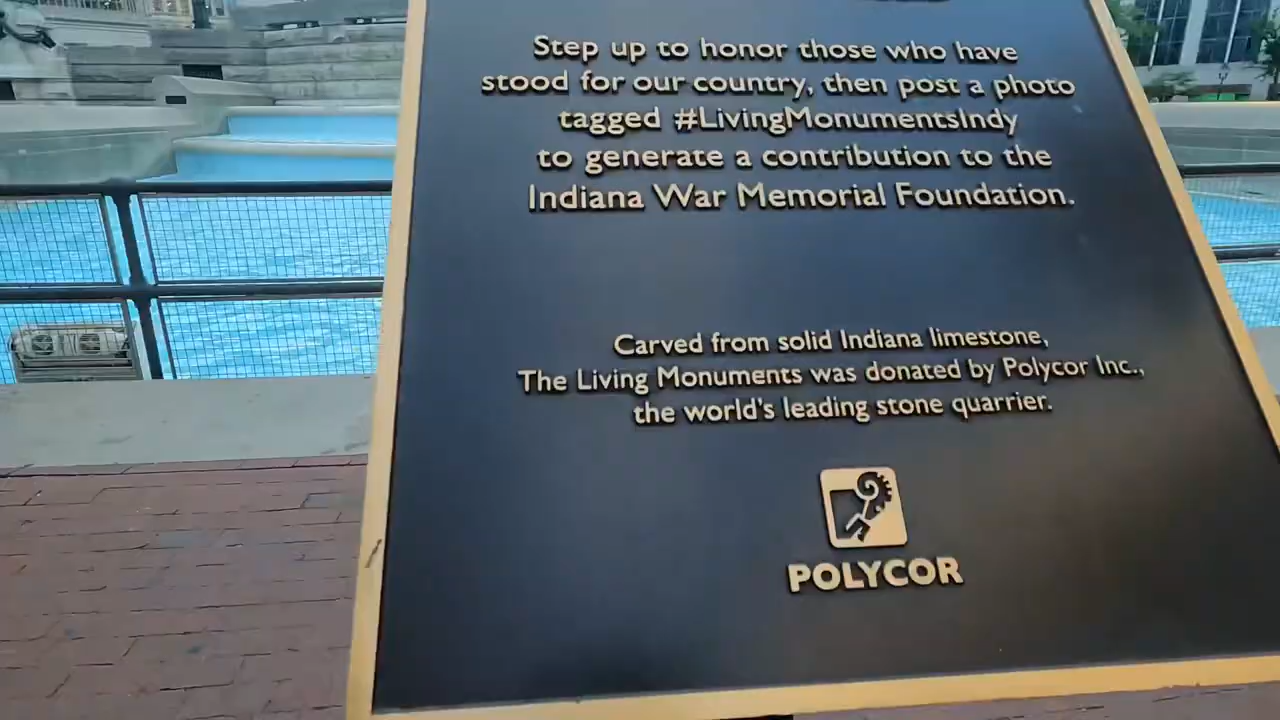 Step up to honor those who have
stood for our country, then post a photo
tagged #LivingMonumentsIndy
to generate a contribution to the
Indiana War Memorial Foundation.
Carved from solid Indiana limestone,
The Living Monuments was donated by Polycor Inc.,
the world's leading stone quarrier.
POLYCOR